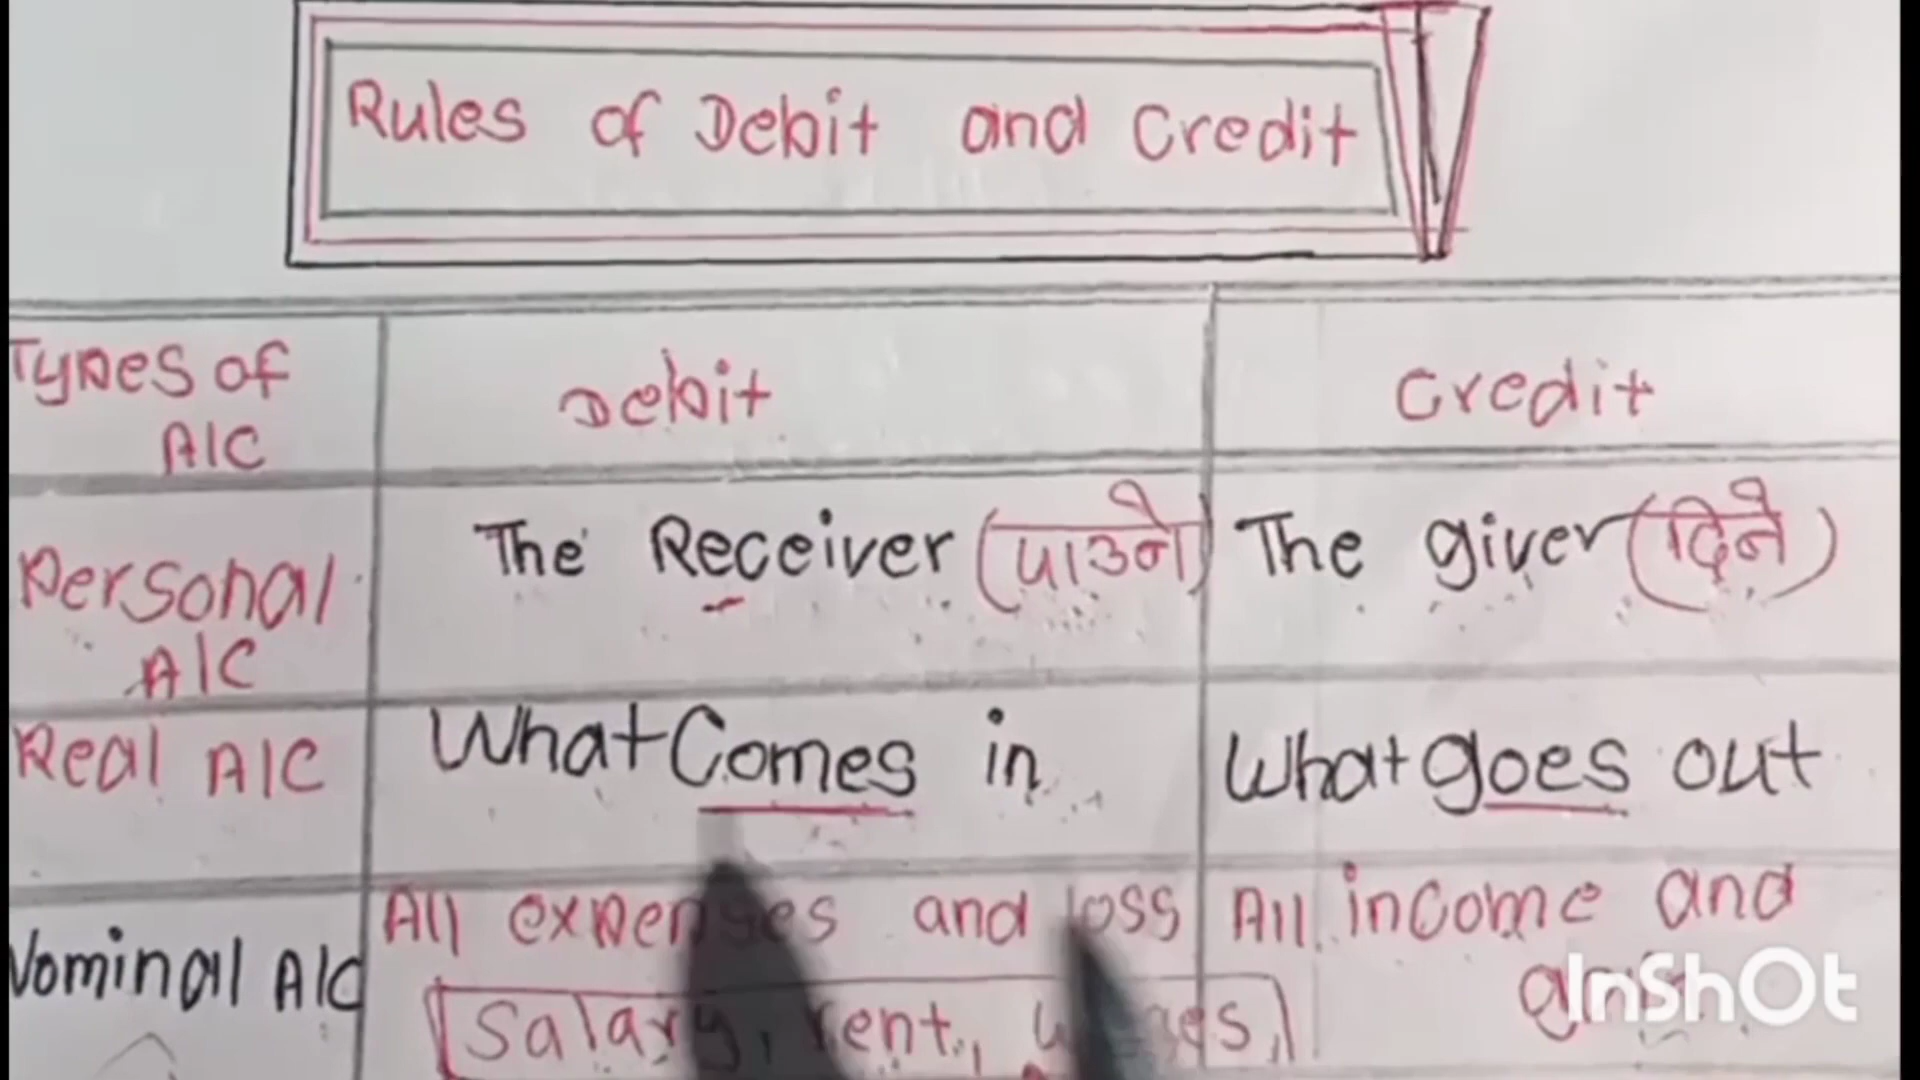 Rules of Debit and Credit
Types of A/C
Debit
Credit
Personal A/C
The Receiver (पाउने)
The giver (दिने)
Real A/C
What Comes in
What goes out
Nominal A/C
All expenses and loss
Salary, rent, wages,
All income and
InShOt